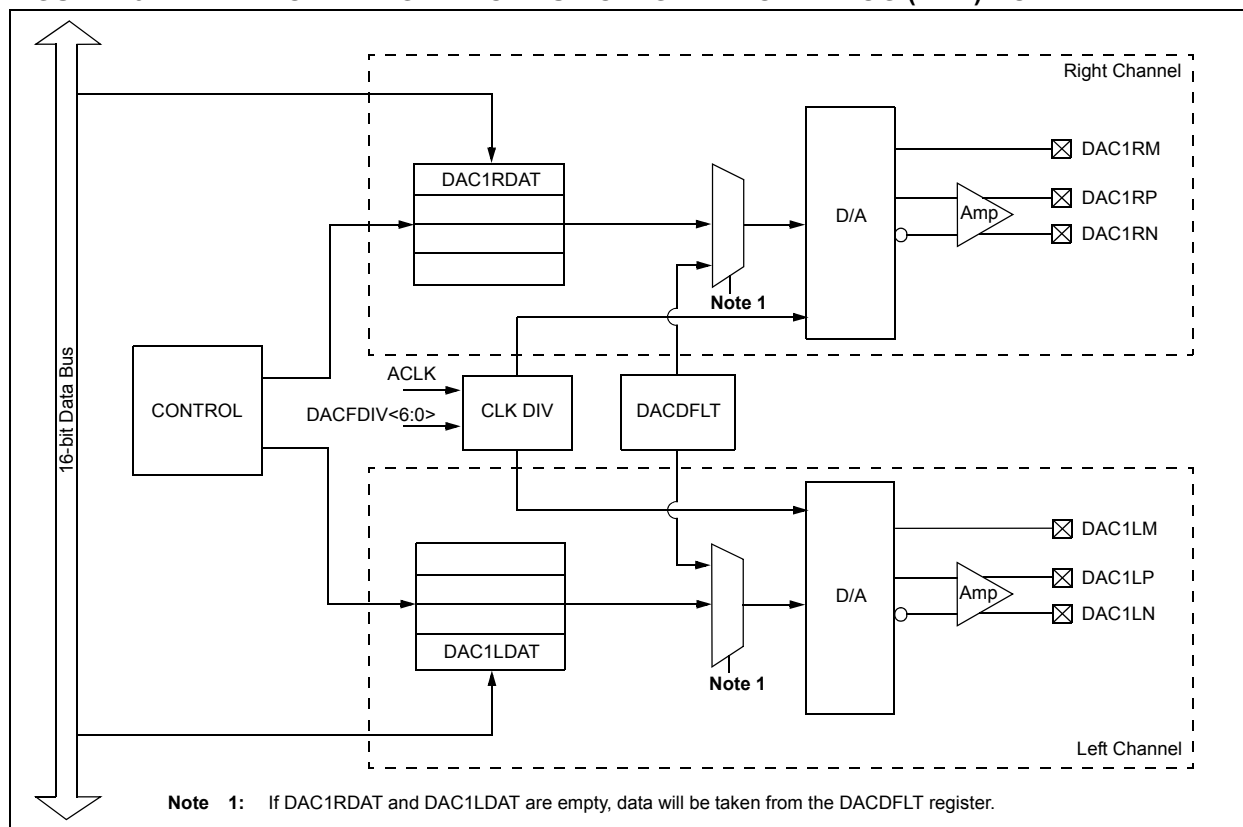 Right Channel
DAC1RDAT
D/A
DAC1RM
DAC1RP
Amp
DAC1RN
Note 1
16-bit Data Bus
CONTROL
ACLK
DACFDIV<6:0>
CLK DIV
DACDFLT
DAC1LDAT
D/A
DAC1LM
DAC1LP
Amp
DAC1LN
Note 1
Left Channel
Note 1: If DAC1RDAT and DAC1LDAT are empty, data will be taken from the DACDFLT register.